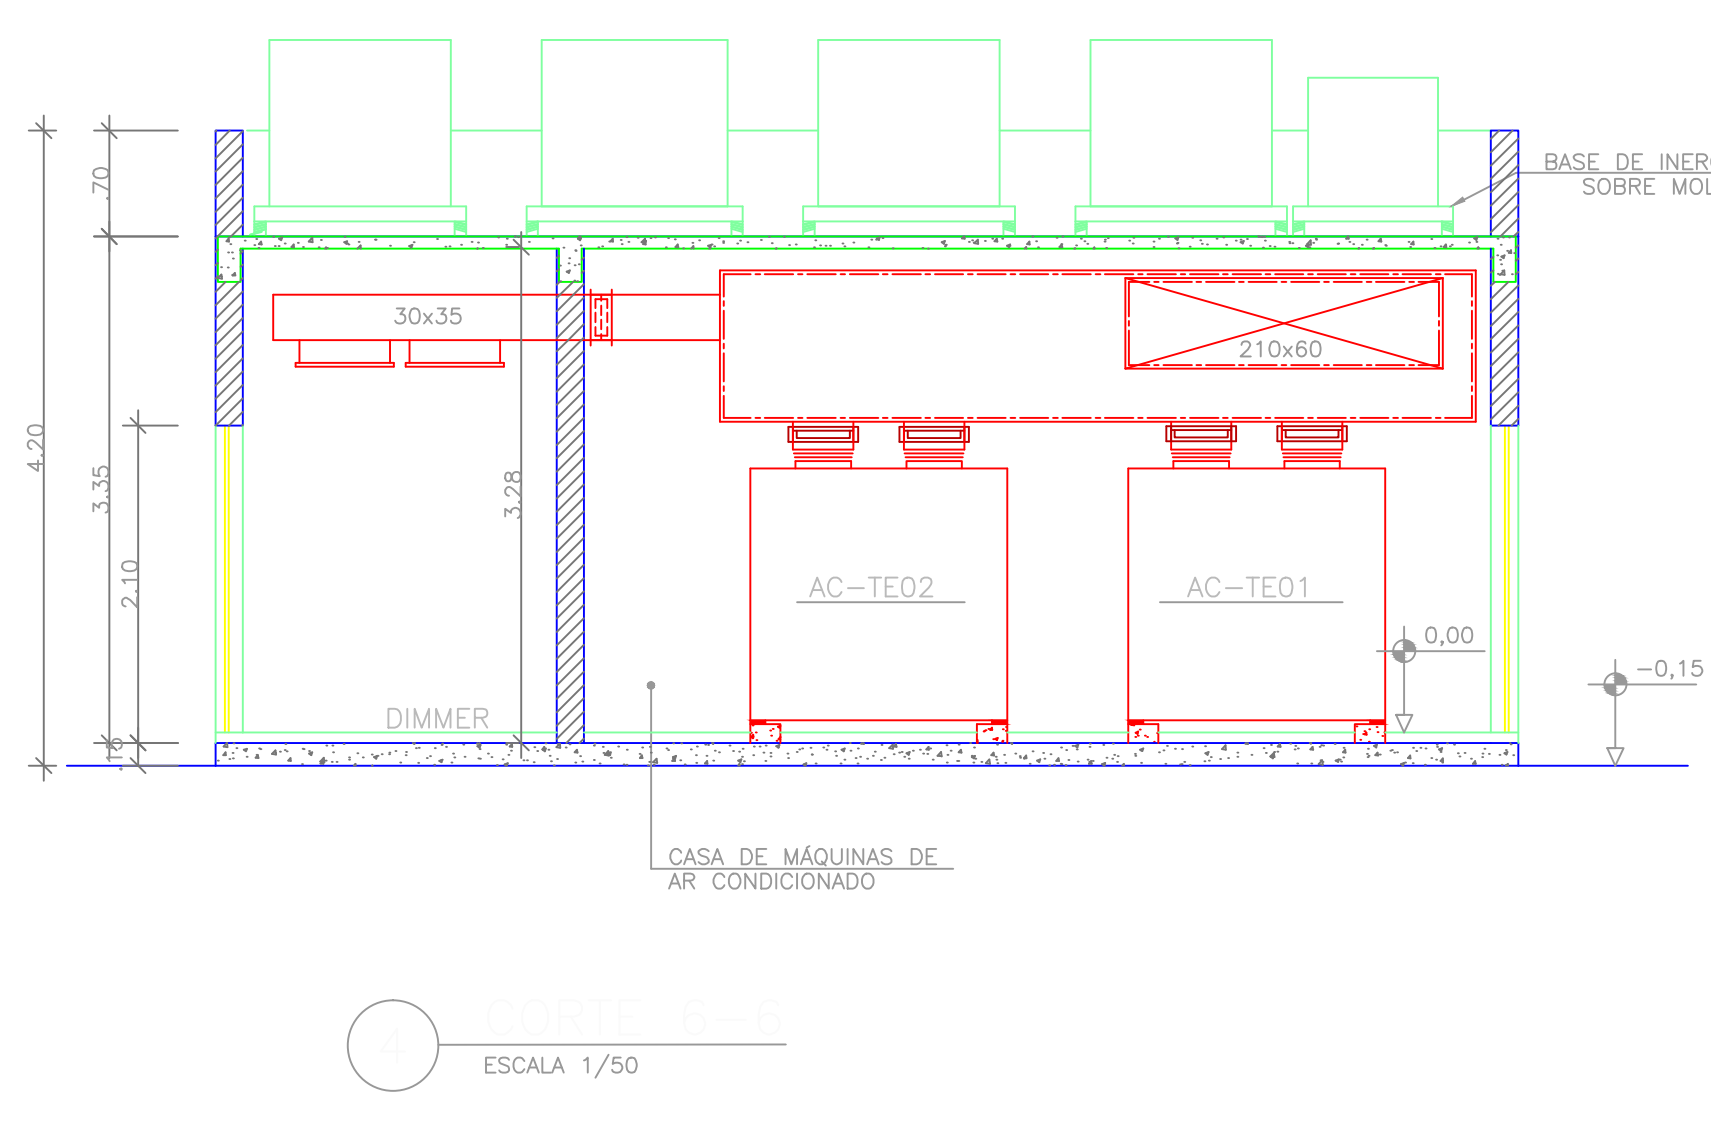 BASE DE INERC
SOBRE MOL
.70
30x35
210x60
4.20
3.35
3.28
2.10
AC-TE02
AC-TE01
0,00
-0,15
DIMMER
.15
CASA DE MÁQUINAS DE
AR CONDICIONADO
4
CORTE 6-6
ESCALA 1/50